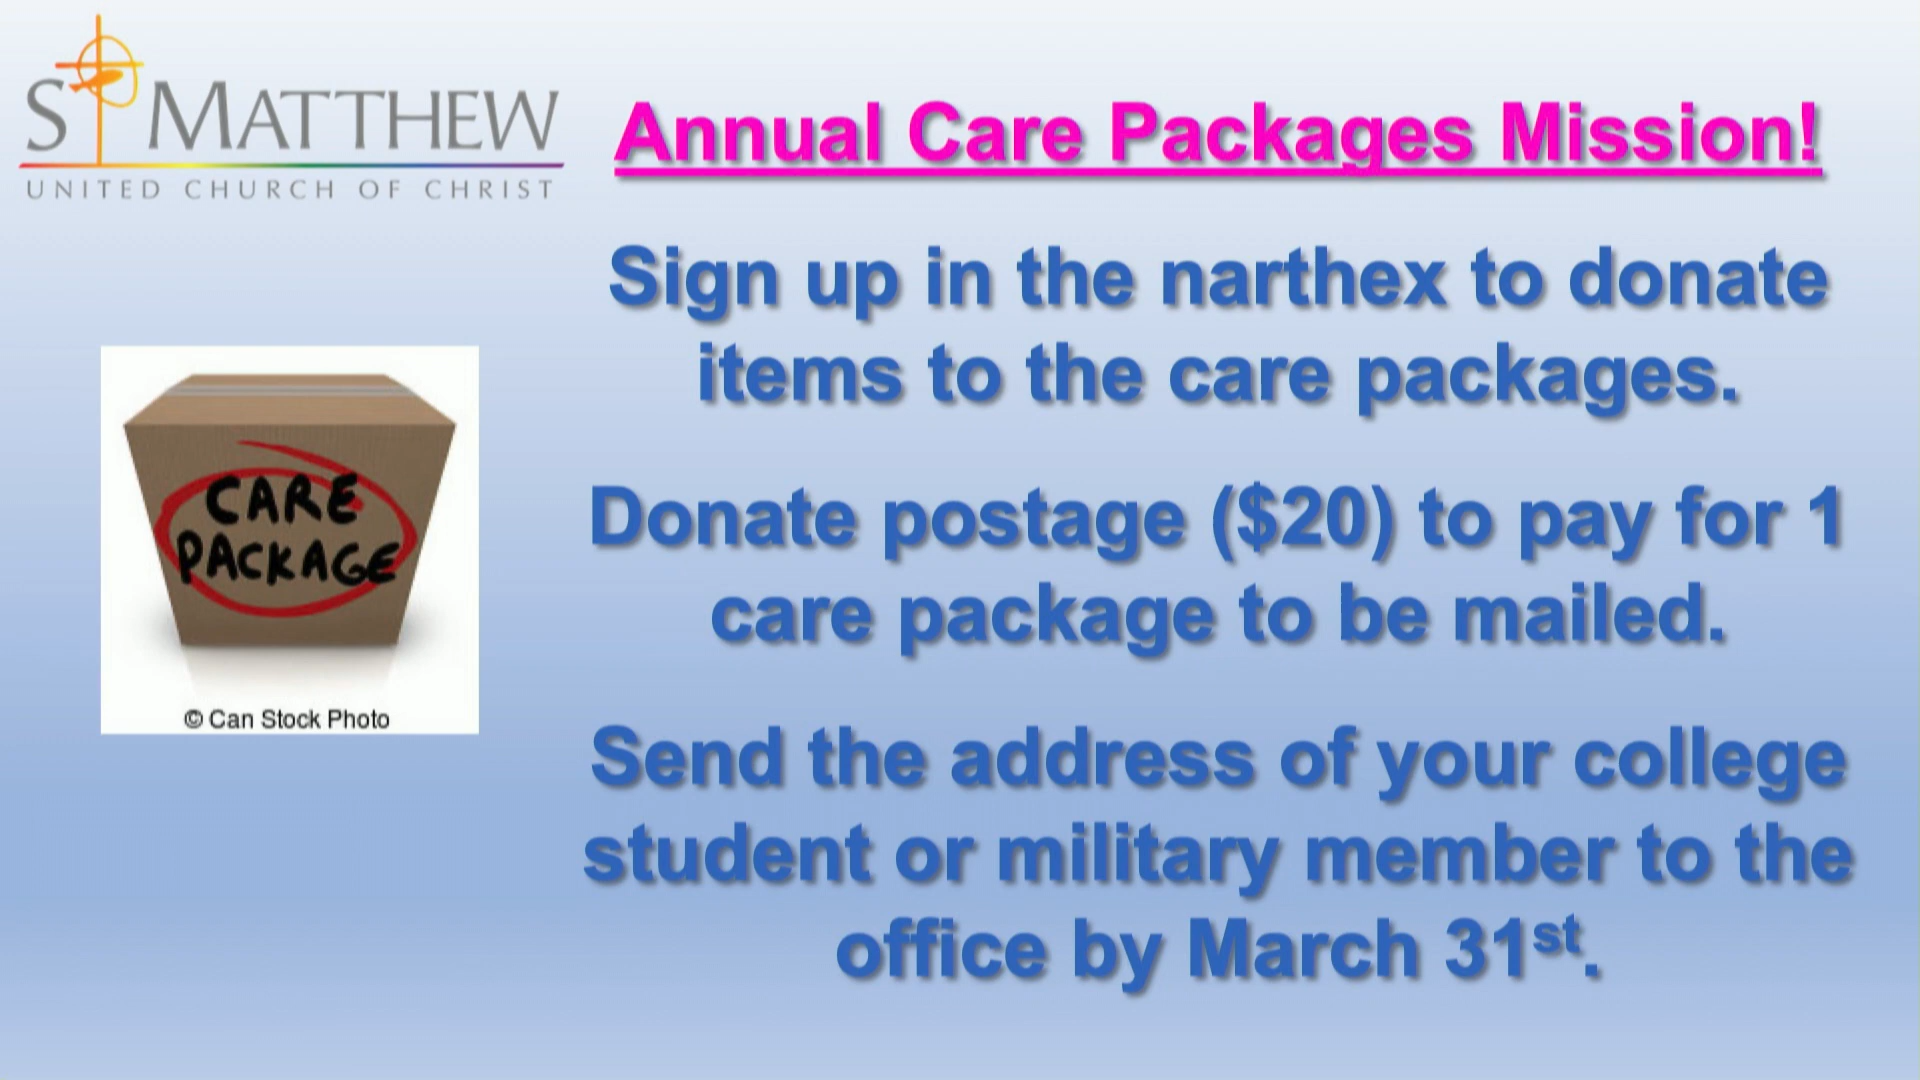 ST MATTHEW
UNITED CHURCH OF CHRIST
Annual Care Packages Mission!
Sign up in the narthex to donate
items to the care packages.
Donate postage ($20) to pay for 1
care package to be mailed.
Send the address of your college
student or military member to the
office by March 31st.
CARE
PACKAGE
© Can Stock Photo